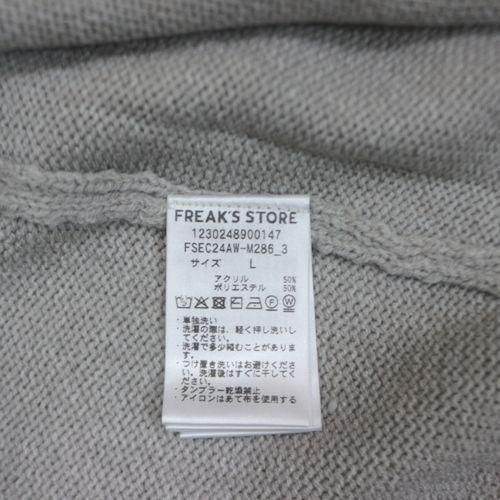 FREAK'S STORE
1230248900147
FSEC24AW-M286_3
サイズ L
アクリル 50%
ポリエステル 50%
・単独洗い
・洗濯の際は、軽く押し洗いし
てください。
・洗濯で多少縮むことがありま
す。
・つけ置き洗いはお避けくださ
い。洗濯後はすぐに干してく
ださい。
・タンブラー乾燥禁止
・アイロンはあて布を使用する